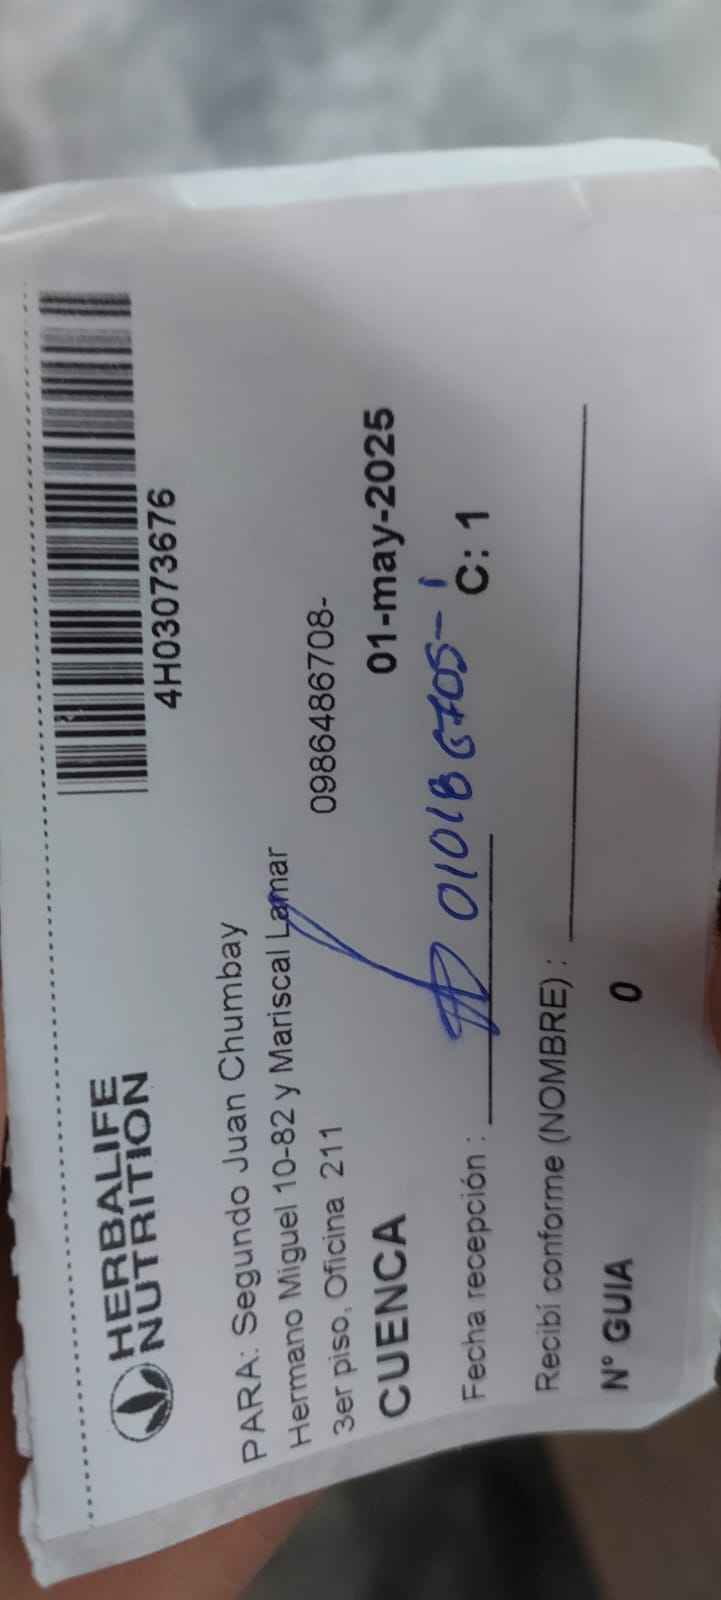 HERBALIFE
NUTRITION
4H03073676
PARA: Segundo Juan Chumbay
Hermano Miguel 10-82 y Mariscal Lamar
3er piso, Oficina 211
0986486708-
CUENCA
01-may-2025
Fecha recepción :
C: 1
Recibí conforme (NOMBRE) :
N° GUIA
0